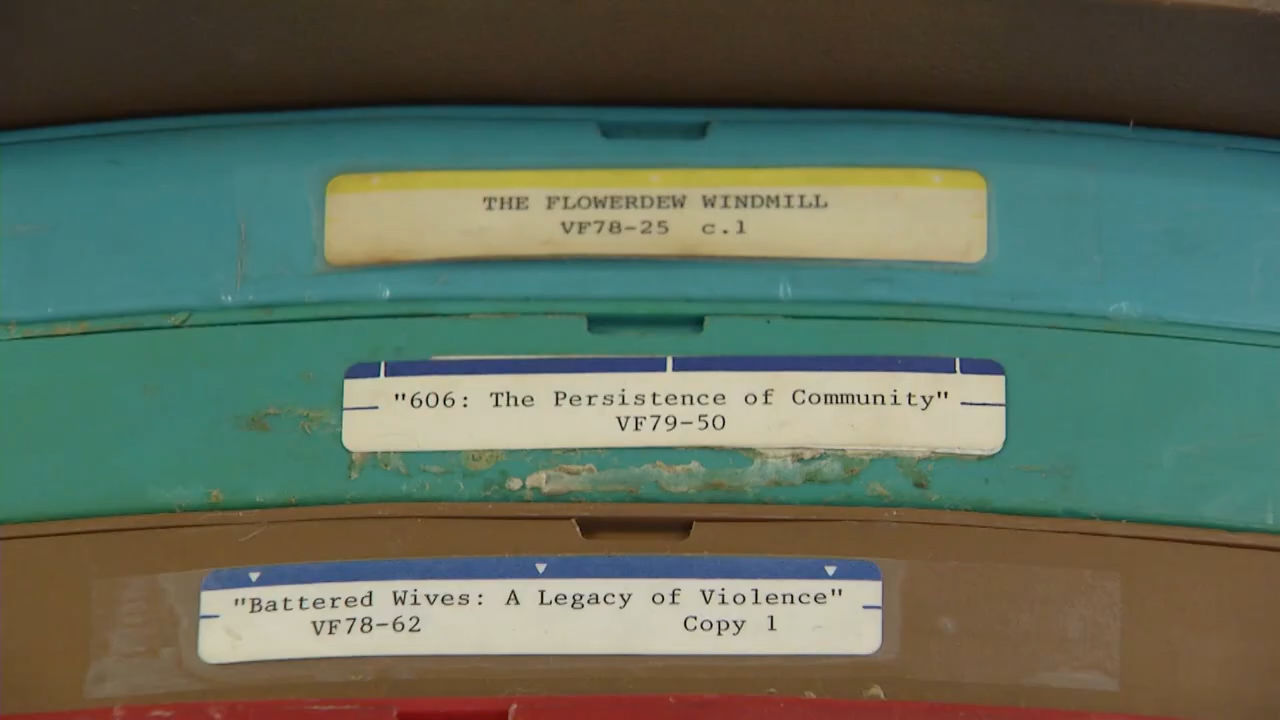 THE FLOWERDEW WINDMILL
VF78-25 c.1
"606: The Persistence of Community"
VF79-50
"Battered Wives: A Legacy of Violence"
VF78-62 Copy 1